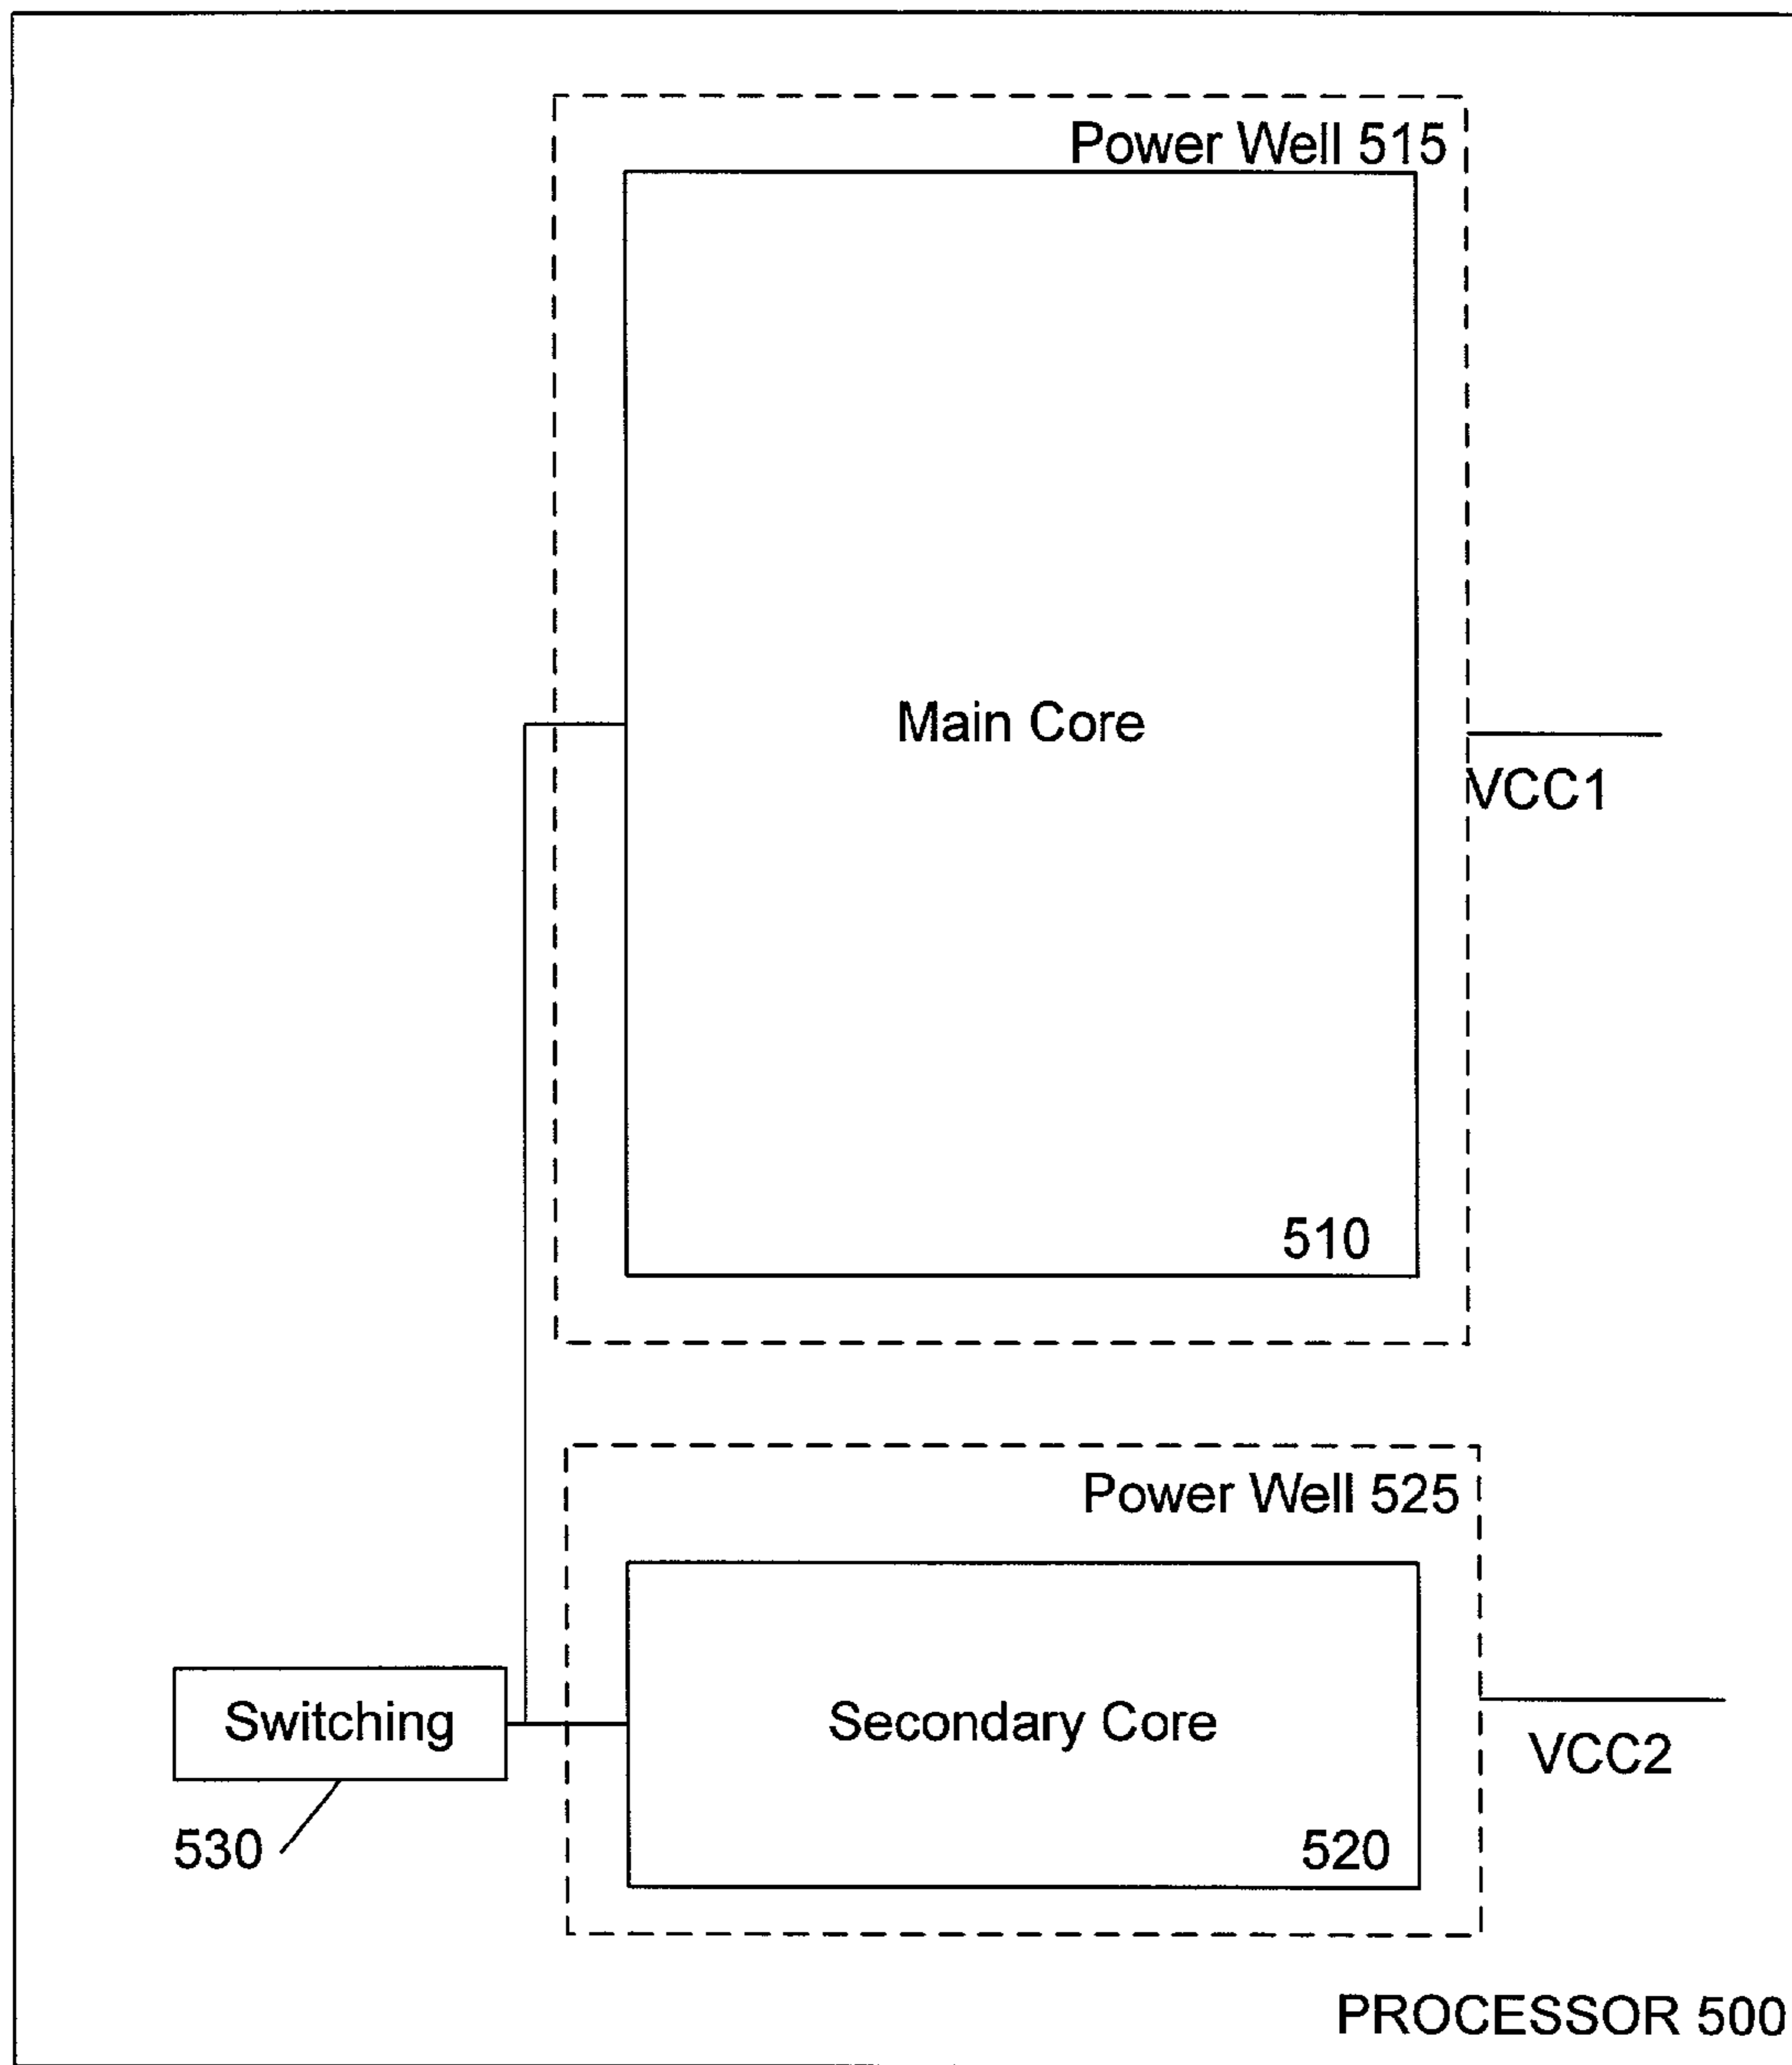 Power Well 515
Main Core
VCC1
510
Power Well 525
Switching
Secondary Core
VCC2
530
520
PROCESSOR 500